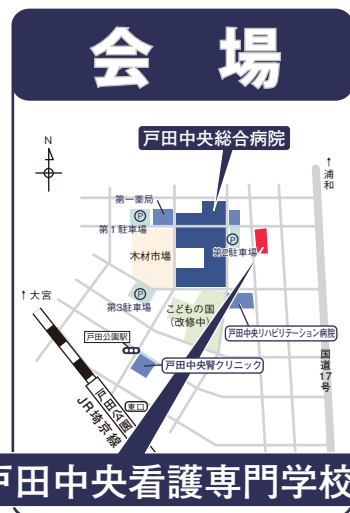 会 場
N
戸田中央総合病院
↑浦和
第一薬局
P
第1駐車場
P
第2駐車場
木材市場
↑大宮
P
第3駐車場
こどもの国
(改修中)
戸田中央リハビリテーション病院
戸田公園駅
戸田中央腎クリニック
国道17号
戸田公園
東口
JR埼京線
戸田中央看護専門学校